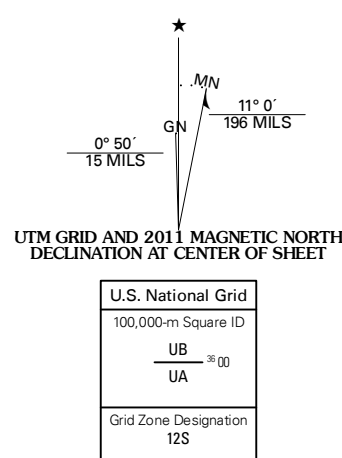 ★
MN
11° 0´
196 MILS
GN
0° 50´
15 MILS
UTM GRID AND 2011 MAGNETIC NORTH
DECLINATION AT CENTER OF SHEET
U.S. National Grid
100,000-m Square ID
UB
36 00
UA
Grid Zone Designation
12S